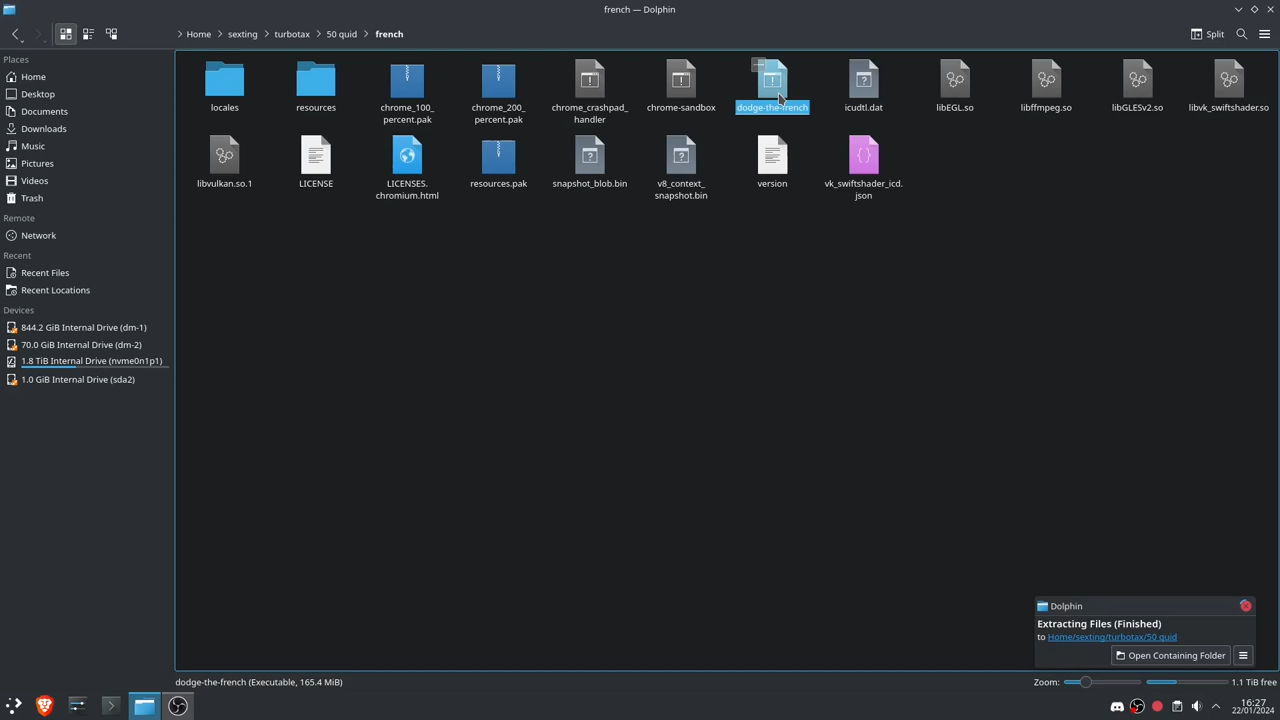 french — Dolphin
Home
sexting
turbotax
50 quid
french
Split
Places
Home
Desktop
Documents
Downloads
Music
Pictures
Videos
Trash
Remote
Network
Recent
Recent Files
Recent Locations
Devices
844.2 GiB Internal Drive (dm-1)
70.0 GiB Internal Drive (dm-2)
1.8 TiB Internal Drive (nvme0n1p1)
1.0 GiB Internal Drive (sda2)
locales
resources
chrome_100_
percent.pak
chrome_200_
percent.pak
chrome_crashpad_
handler
chrome-sandbox
dodge-the-french
icudtl.dat
libEGL.so
libffmpeg.so
libGLESv2.so
libvk_swiftshader.so
libvulkan.so.1
LICENSE
LICENSES.
chromium.html
resources.pak
snapshot_blob.bin
v8_context_
snapshot.bin
version
vk_swiftshader_icd.
json
Dolphin
Extracting Files (Finished)
to Home/sexting/turbotax/50 quid
Open Containing Folder
dodge-the-french (Executable, 165.4 MiB)
Zoom:
1.1 TiB free
16:27
22/01/2024